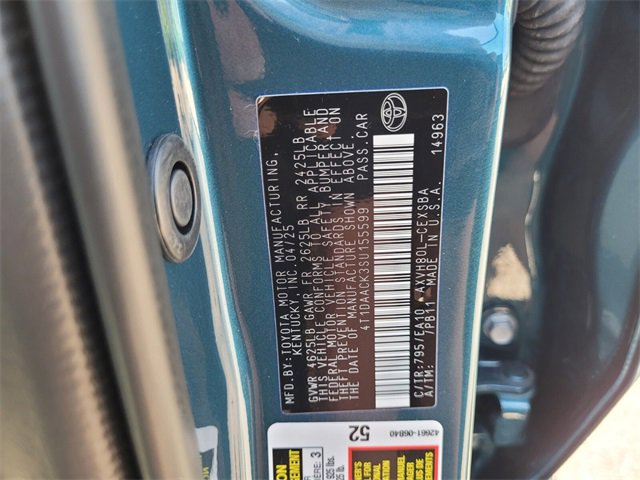 MFD.BY:TOYOTA MOTOR MANUFACTURING,
KENTUCKY, INC. 04/25
GVWR 4625LB GAWR FR 2625LB RR 2425LB
THIS VEHICLE CONFORMS TO ALL APPLICABLE
FEDERAL MOTOR VEHICLE SAFETY, BUMPER AND
THEFT PREVENTION STANDARDS IN EFFECT ON
THE DATE OF MANUFACTURE SHOWN ABOVE
4T1DAACK3SU155599 PASS.CAR
C/TR:795/EA10 AXVH80L-CEXSBA
A/TM: 7PB11 MADE IN U.S.A. 14963
52
42661-06B40